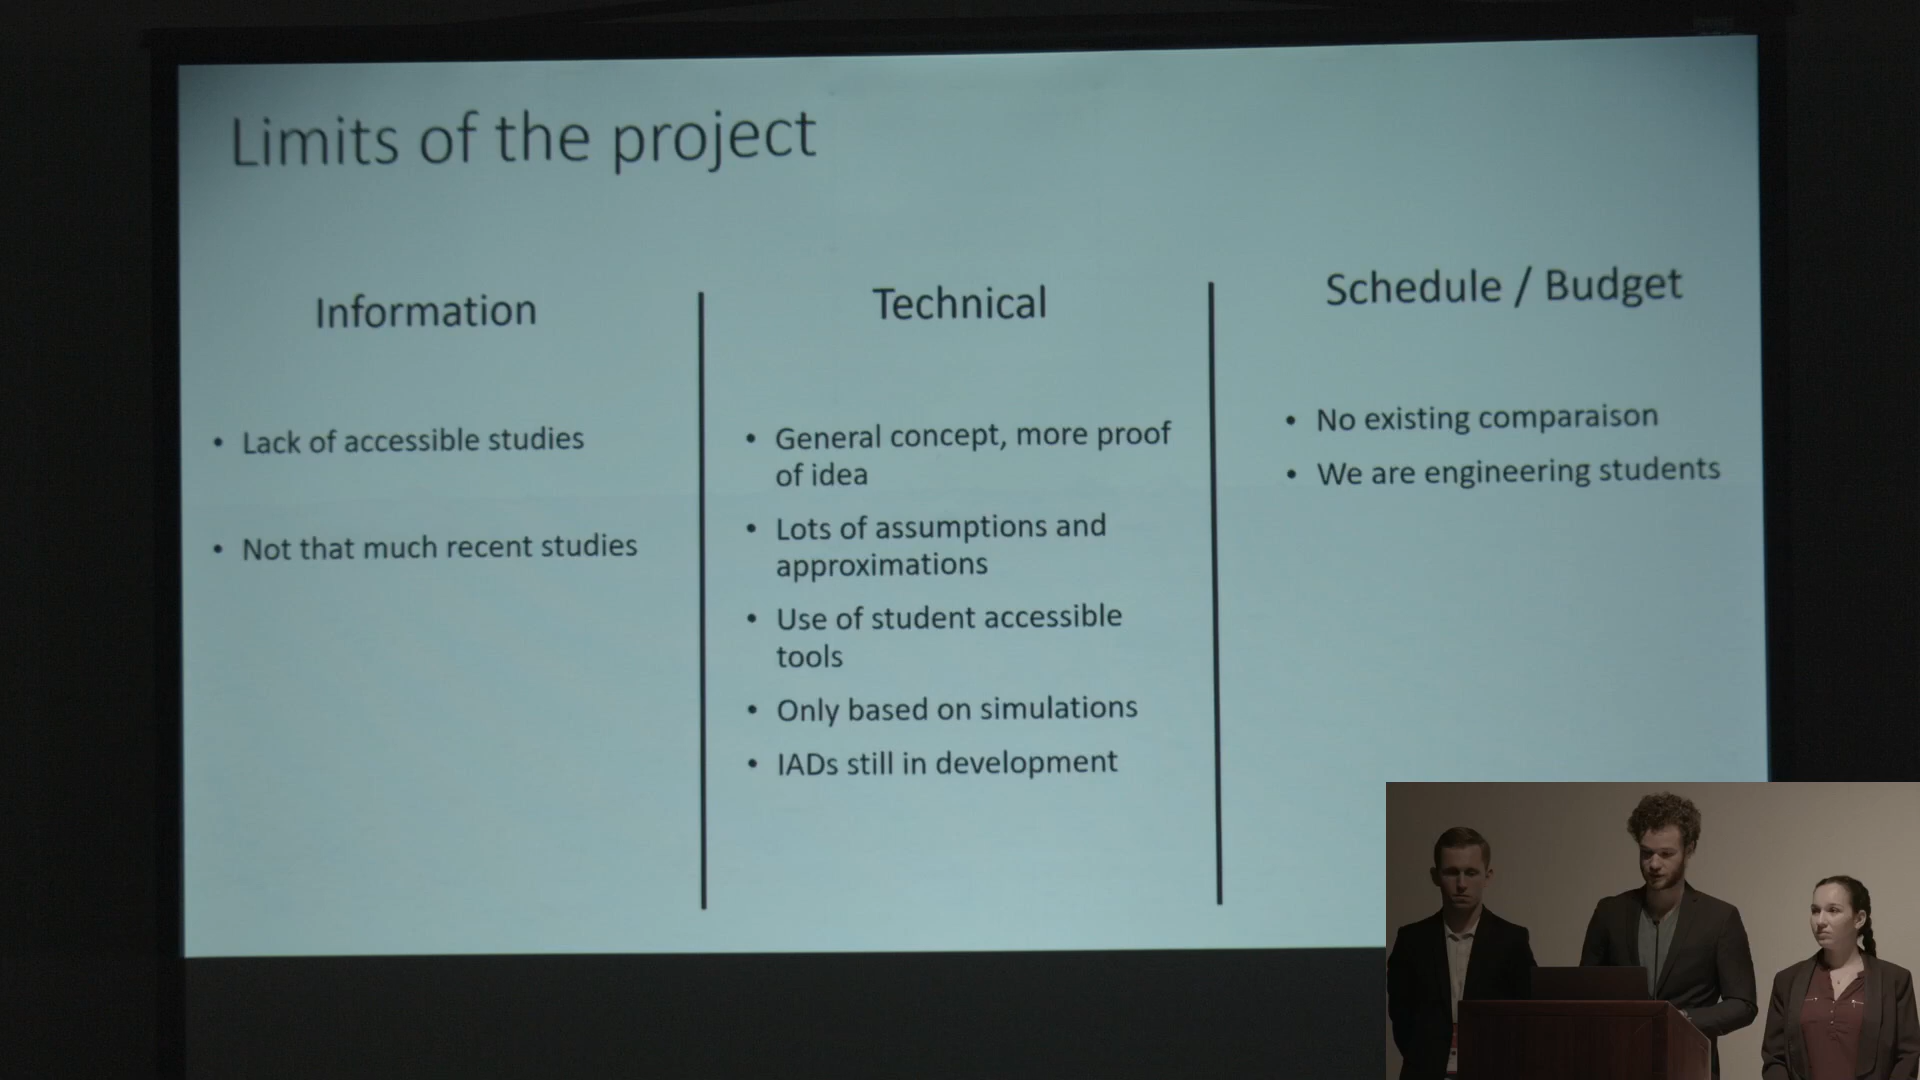 Limits of the project
Information
• Lack of accessible studies
• Not that much recent studies
Technical
• General concept, more proof
of idea
• Lots of assumptions and
approximations
• Use of student accessible
tools
• Only based on simulations
• IADs still in development
Schedule / Budget
• No existing comparaison
• We are engineering students